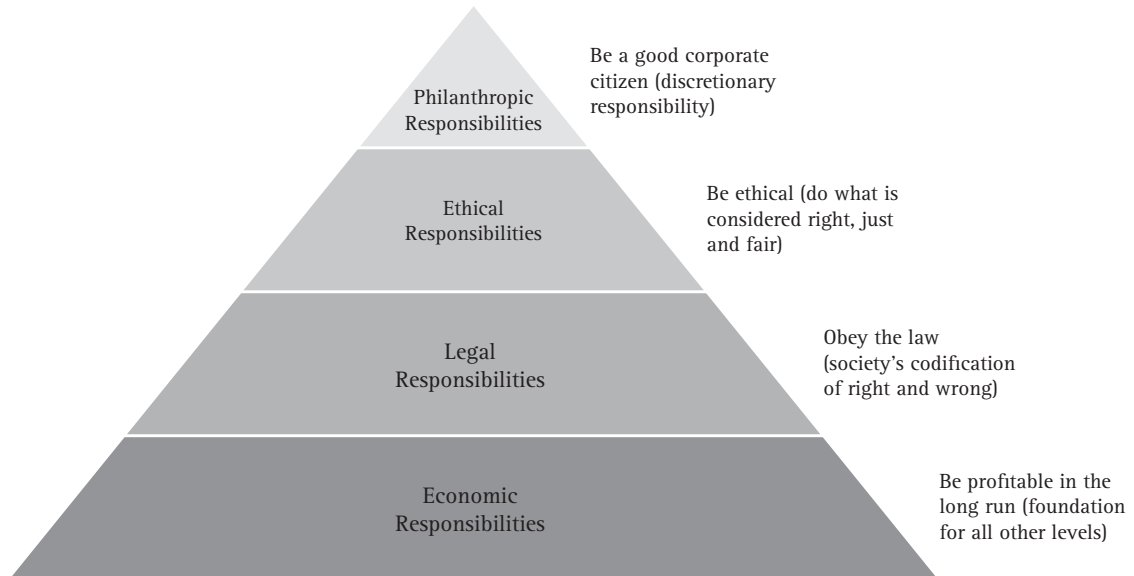 Philanthropic
Responsibilities
Be a good corporate
citizen (discretionary
responsibility)
Ethical
Responsibilities
Be ethical (do what is
considered right, just
and fair)
Legal
Responsibilities
Obey the law
(society’s codification
of right and wrong)
Economic
Responsibilities
Be profitable in the
long run (foundation
for all other levels)